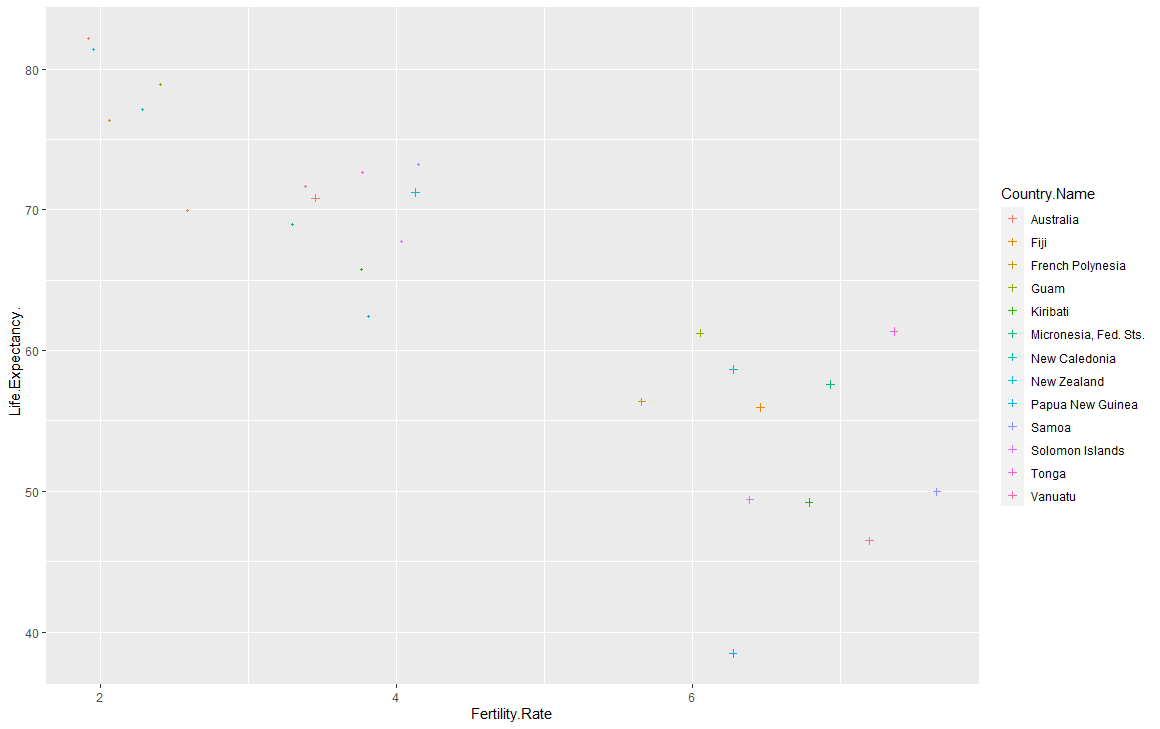 80
70
60
50
40
Life.Expectancy.
2
4
6
Fertility.Rate
Country.Name
Australia
Fiji
French Polynesia
Guam
Kiribati
Micronesia, Fed. Sts.
New Caledonia
New Zealand
Papua New Guinea
Samoa
Solomon Islands
Tonga
Vanuatu